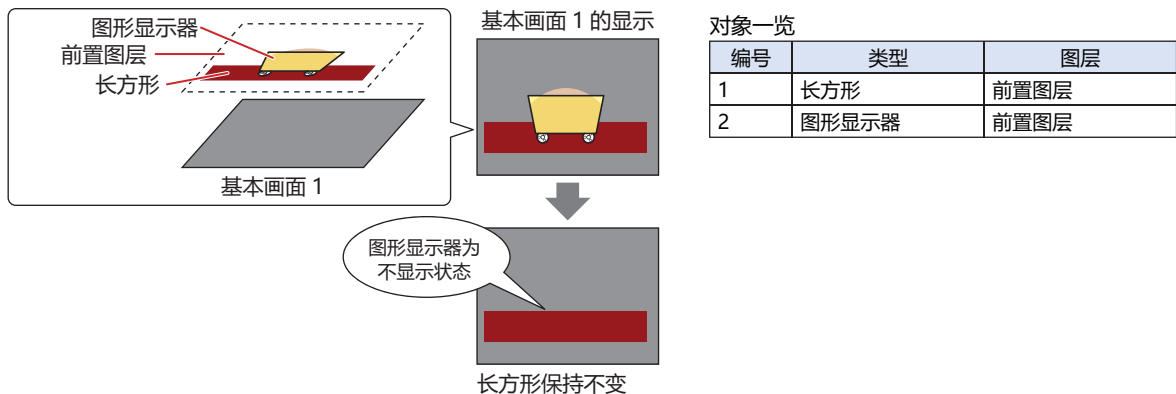 图形显示器
前置图层
长方形
基本画面 1
基本画面 1 的显示
图形显示器为
不显示状态
长方形保持不变
对象一览
编号 类型 图层
1 长方形 前置图层
2 图形显示器 前置图层